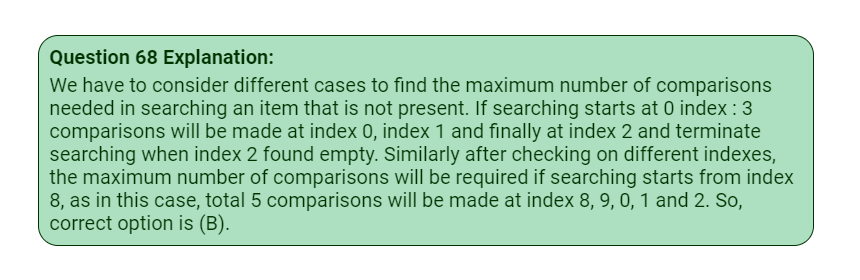 Question 68 Explanation:
We have to consider different cases to find the maximum number of comparisons
needed in searching an item that is not present. If searching starts at 0 index : 3
comparisons will be made at index 0, index 1 and finally at index 2 and terminate
searching when index 2 found empty. Similarly after checking on different indexes,
the maximum number of comparisons will be required if searching starts from index
8, as in this case, total 5 comparisons will be made at index 8, 9, 0, 1 and 2. So,
correct option is (B).